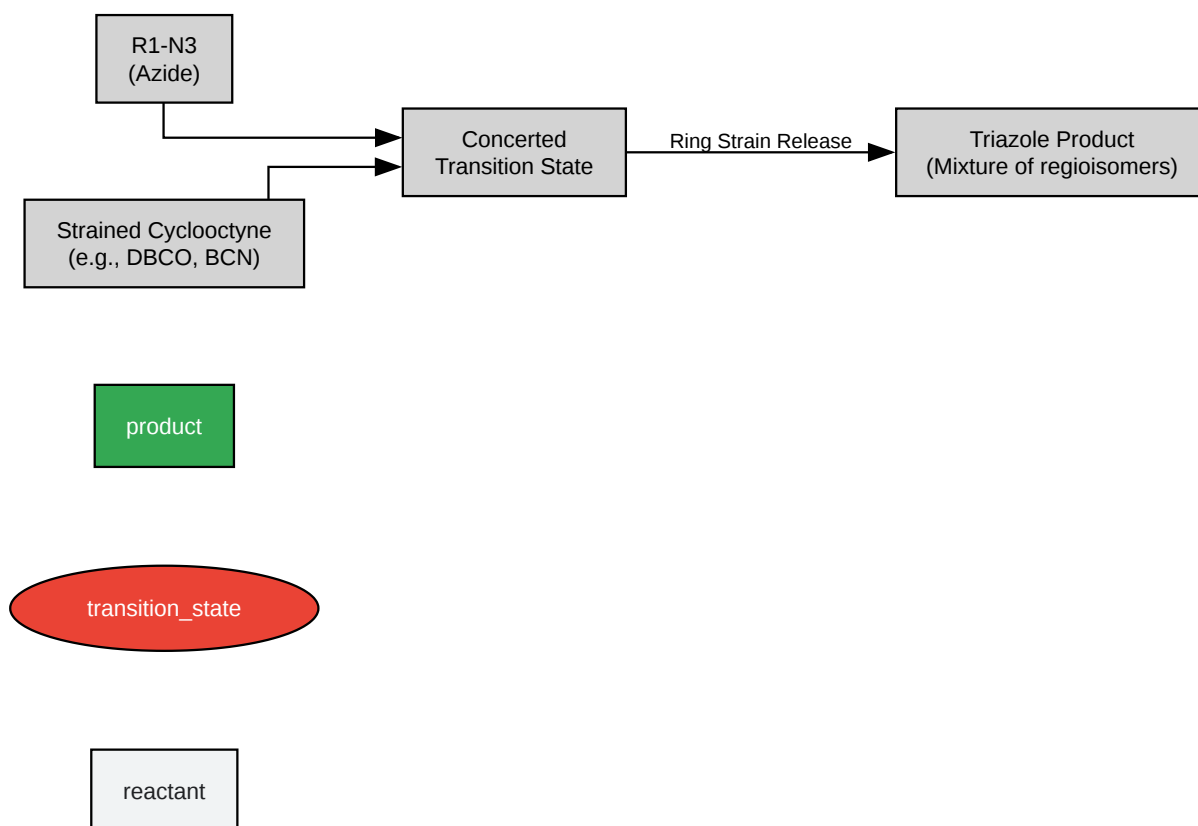 R1-N3
(Azide)
Strained Cyclooctyne
(e.g., DBCO, BCN)
Concerted
Transition State
Ring Strain Release
Triazole Product
(Mixture of regioisomers)
product
transition_state
reactant